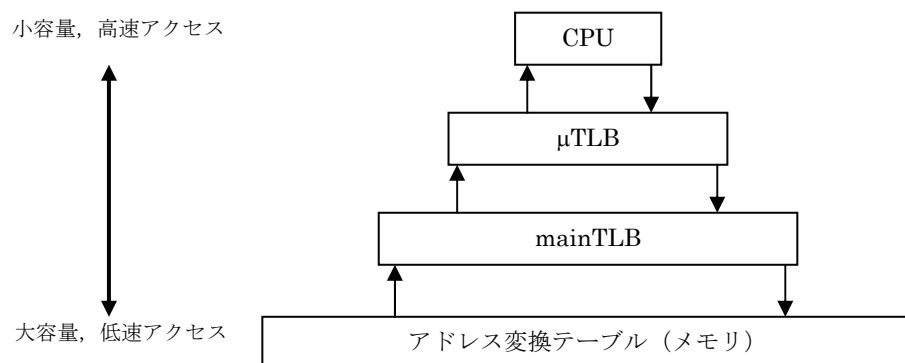 小容量，高速アクセス
CPU
μTLB
mainTLB
大容量，低速アクセス
アドレス変換テーブル（メモリ）